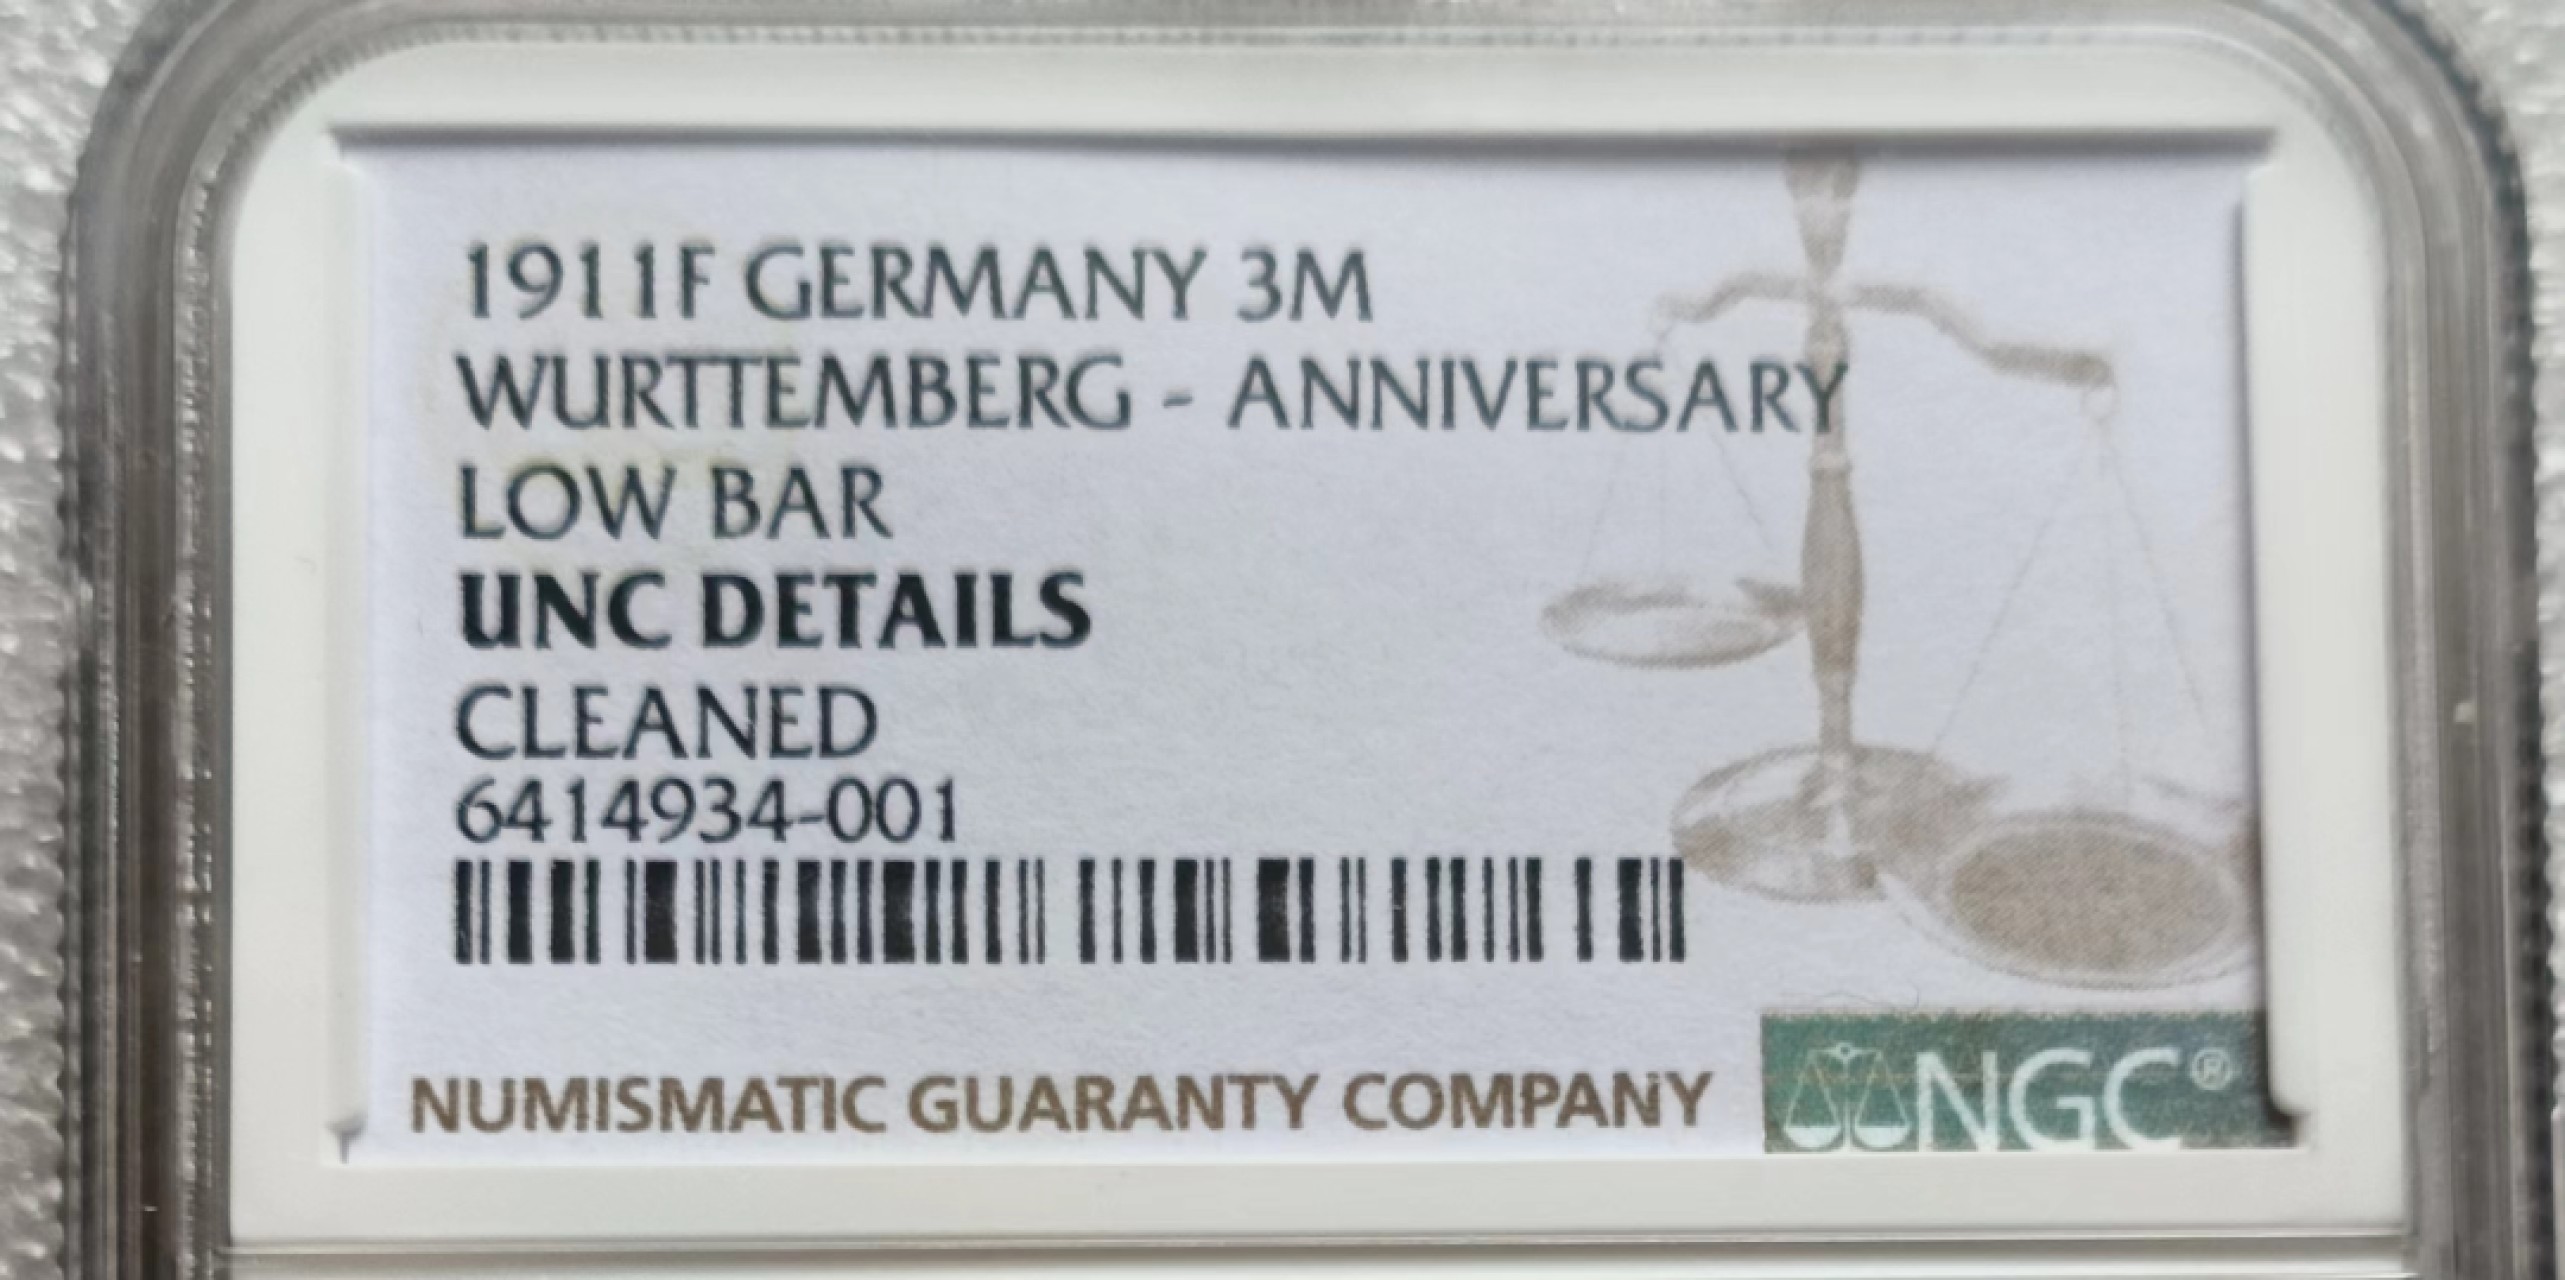 1911F GERMANY 3M
WURTTEMBERG - ANNIVERSARY
LOW BAR
UNC DETAILS
CLEANED
6414934-001
NUMISMATIC GUARANTY COMPANY
NGC®